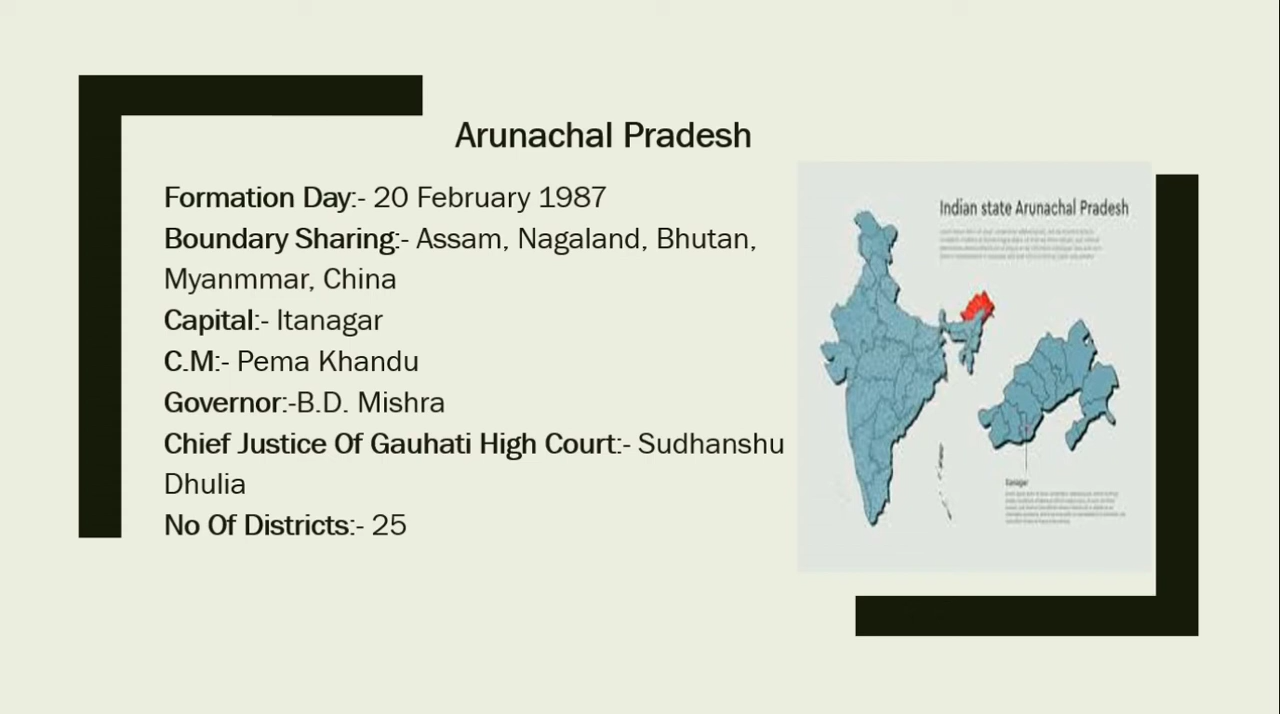 Arunachal Pradesh
Formation Day:- 20 February 1987
Boundary Sharing:- Assam, Nagaland, Bhutan,
Myanmmar, China
Capital:- Itanagar
C.M:- Pema Khandu
Governor:-B.D. Mishra
Chief Justice Of Gauhati High Court:- Sudhanshu
Dhulia
No Of Districts:- 25
Indian state Arunachal Pradesh
Itanagar